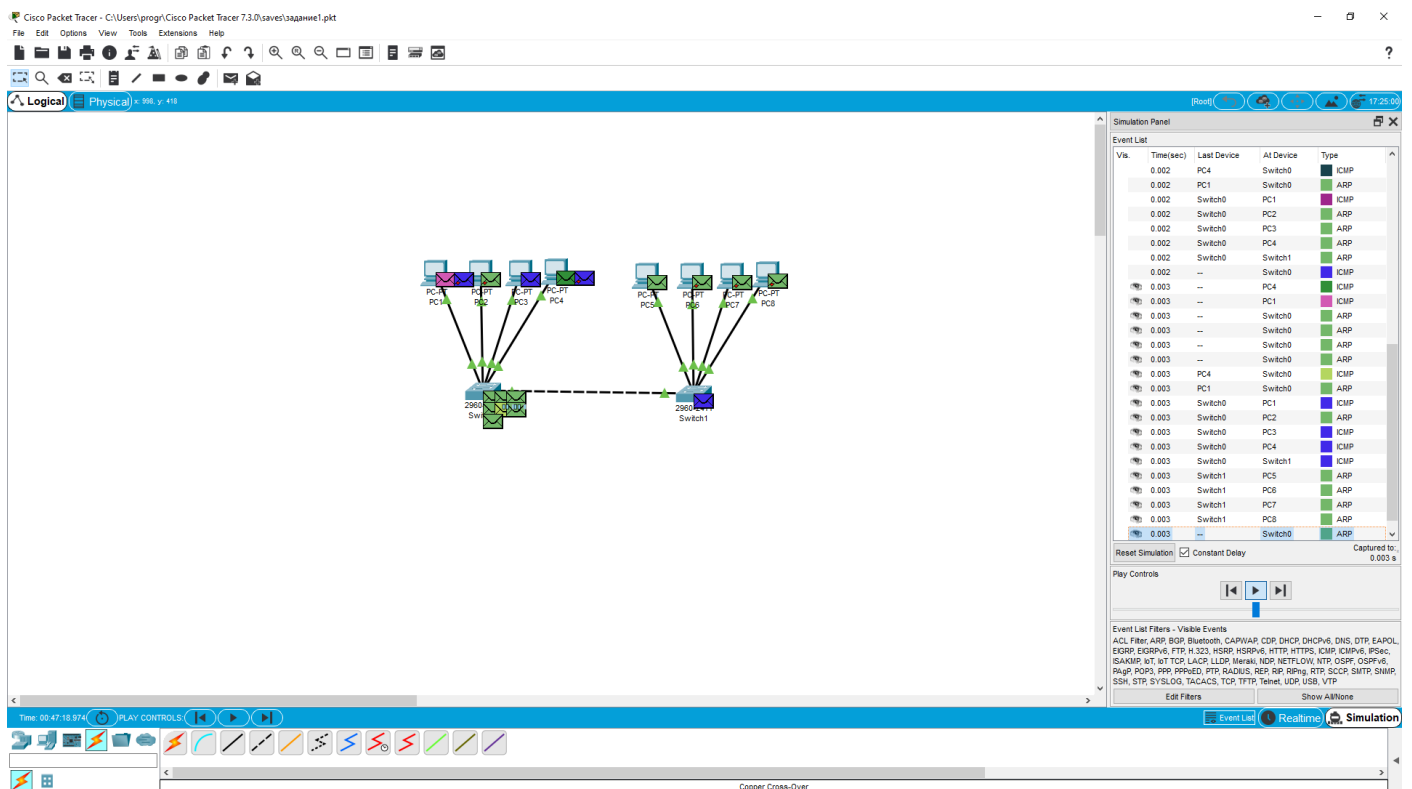 Cisco Packet Tracer - C:\Users\progr\Cisco Packet Tracer 7.3.0\saves\задание1.pkt
File Edit Options View Tools Extensions Help
?
Logical Physical x: 998, y: 418 [Root] 17:25:00
Simulation Panel
Event List
Vis. Time(sec) Last Device At Device Type
0.002 PC4 Switch0 ICMP
0.002 PC1 Switch0 ARP
0.002 Switch0 PC1 ICMP
0.002 Switch0 PC2 ARP
0.002 Switch0 PC3 ARP
0.002 Switch0 PC4 ARP
0.002 Switch0 Switch1 ARP
0.002 -- Switch0 ICMP
0.003 -- PC4 ICMP
0.003 -- PC1 ICMP
0.003 -- Switch0 ARP
0.003 -- Switch0 ARP
0.003 -- Switch0 ARP
0.003 -- Switch0 ARP
0.003 PC4 Switch0 ICMP
0.003 PC1 Switch0 ARP
0.003 Switch0 PC1 ICMP
0.003 Switch0 PC2 ARP
0.003 Switch0 PC3 ICMP
0.003 Switch0 PC4 ICMP
0.003 Switch0 Switch1 ICMP
0.003 Switch1 PC5 ARP
0.003 Switch1 PC6 ARP
0.003 Switch1 PC7 ARP
0.003 Switch1 PC8 ARP
0.003 -- Switch0 ARP
Reset Simulation Constant Delay Captured to:
0.003 s
Play Controls
Event List Filters - Visible Events
ACL Filter, ARP, BGP, Bluetooth, CAPWAP, CDP, DHCP, DHCPv6, DNS, DTP, EAPOL,
EIGRP, EIGRPv6, FTP, H.323, HSRP, HSRPv6, HTTP, HTTPS, ICMP, ICMPv6, IPSec,
ISAKMP, IoT, IoT TCP, LACP, LLDP, Meraki, NDP, NETFLOW, NTP, OSPF, OSPFv6,
PAgP, POP3, PPP, PPPoED, PTP, RADIUS, REP, RIP, RIPng, RTP, SCCP, SMTP, SNMP,
SSH, STP, SYSLOG, TACACS, TCP, TFTP, Telnet, UDP, USB, VTP
Edit Filters Show All/None
PC-PT
PC1
PC-PT
PC2
PC-PT
PC3
PC-PT
PC4
PC-PT
PC5
PC-PT
PC6
PC-PT
PC7
PC-PT
PC8
Switch1
Time: 00:47:18.974 PLAY CONTROLS: Event List Realtime Simulation
Copper Cross-Over